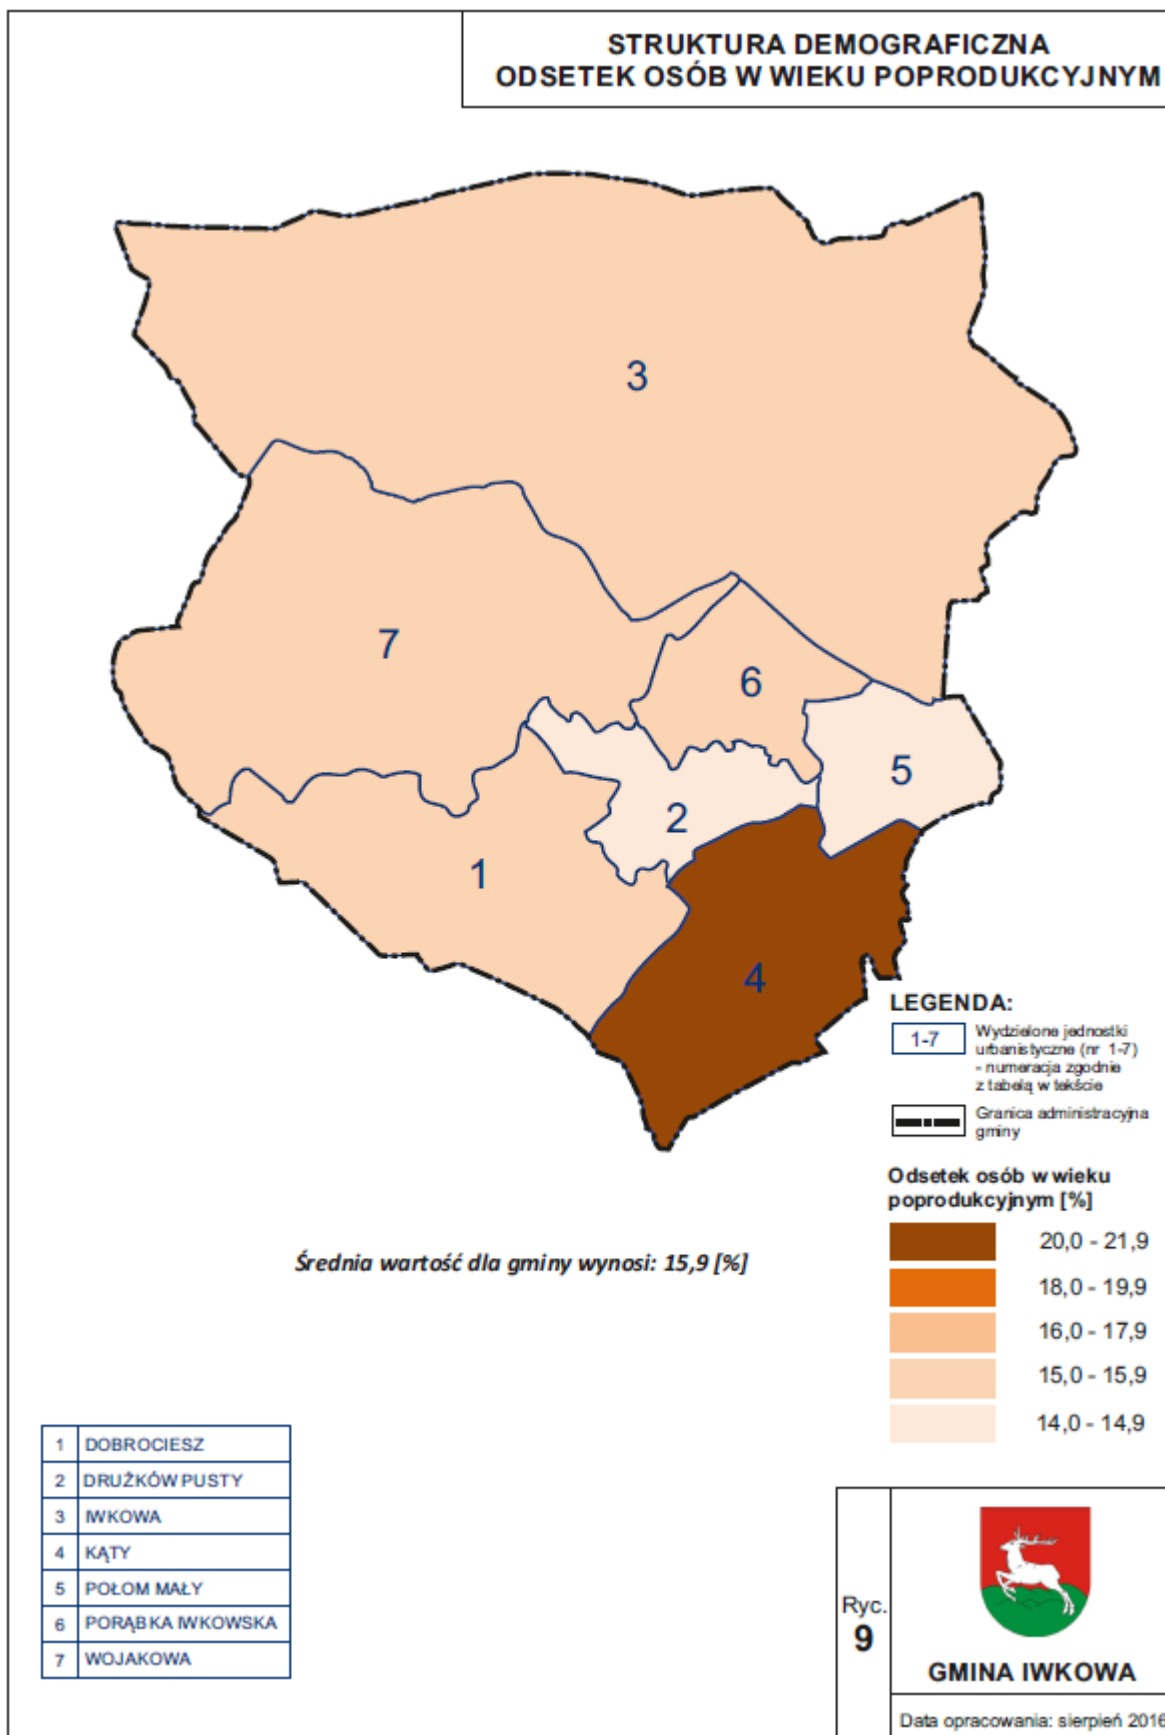 STRUKTURA DEMOGRAFICZNA
ODSETEK OSÓB W WIEKU POPRODUKCYJNYM
3
7
6
5
2
1
4
LEGENDA:
1-7
Wydzielone jednostki
urbanistyczne (nr 1-7)
- numeracja zgodnie
z tabelą w tekście
Granica administracyjna
gminy
Odsetek osób w wieku
poprodukcyjnym [%]
20,0 - 21,9
18,0 - 19,9
16,0 - 17,9
15,0 - 15,9
14,0 - 14,9
Średnia wartość dla gminy wynosi: 15,9 [%]
1 DOBROCIESZ
2 DRUŻKÓW PUSTY
3 IWKOWA
4 KĄTY
5 POŁOM MAŁY
6 PORĄBKA IWKOWSKA
7 WOJAKOWA
Ryc.
9
GMINA IWKOWA
Data opracowania: sierpień 2016